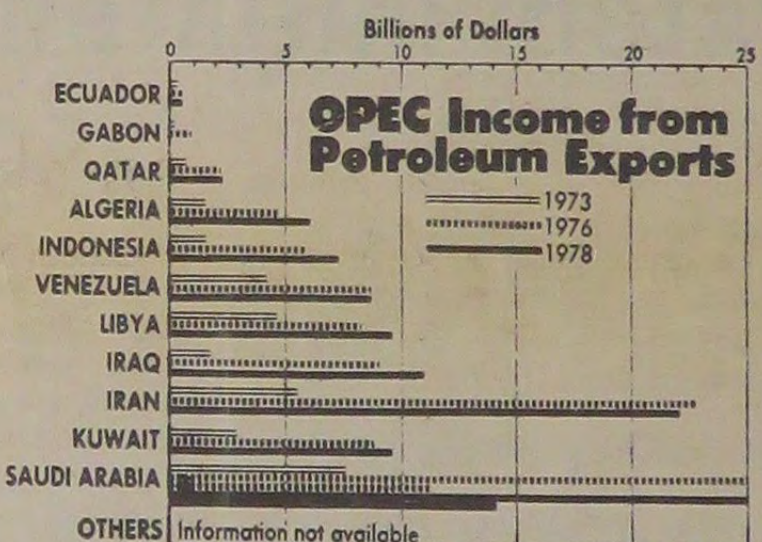 Billions of Dollars
0 5 10 15 20 25
OPEC Income from
Petroleum Exports
1973
1976
1978
ECUADOR
GABON
QATAR
ALGERIA
INDONESIA
VENEZUELA
LIBYA
IRAQ
IRAN
KUWAIT
SAUDI ARABIA
OTHERS Information not available